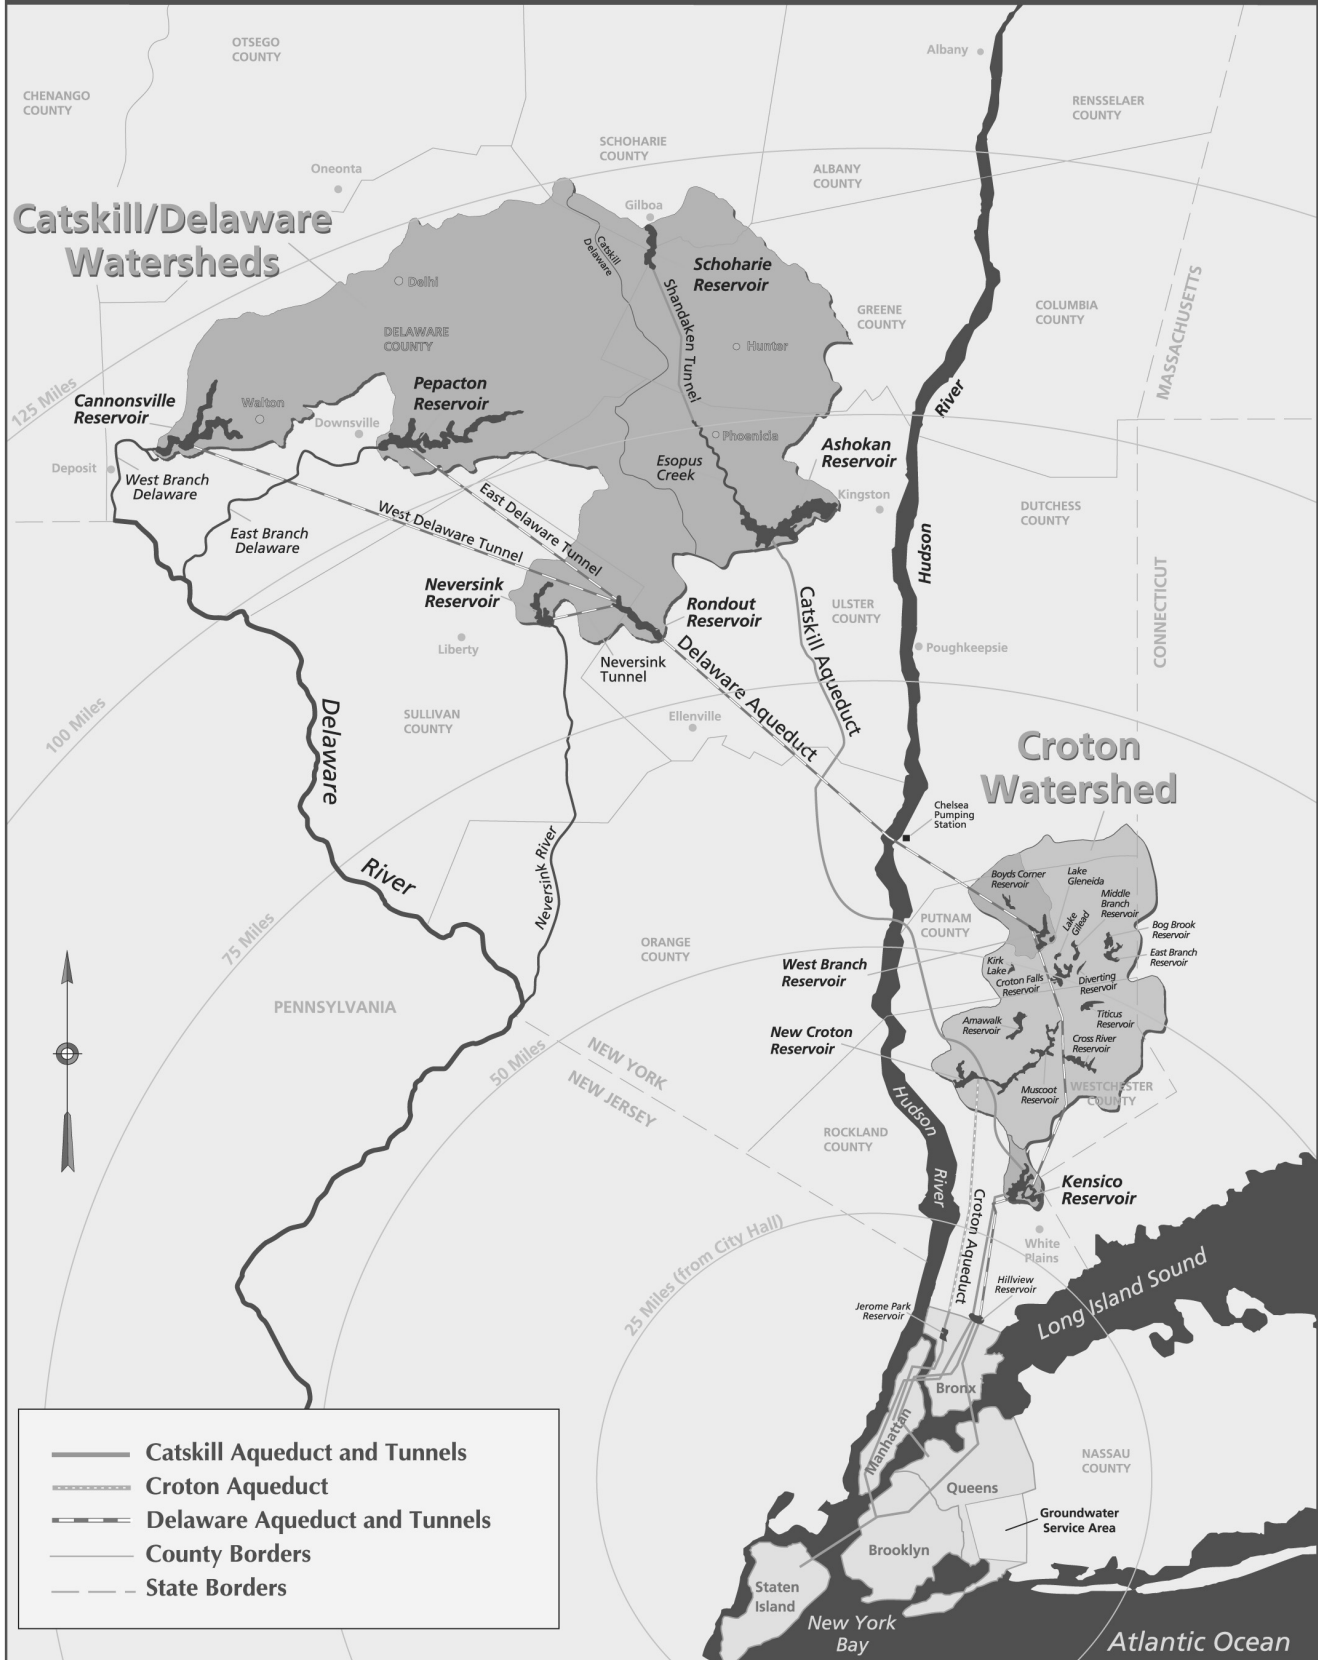 OTSEGO
COUNTY
CHENANGO
COUNTY
Albany
RENSSELAER
COUNTY
SCHOHARIE
COUNTY
ALBANY
COUNTY
Oneonta
Gilboa
Catskill/Delaware
Watersheds
Catskill
Delaware
Schoharie
Reservoir
Delhi
Shandaken Tunnel
GREENE
COUNTY
COLUMBIA
COUNTY
MASSACHUSETTS
DELAWARE
COUNTY
Hunter
125 Miles
Cannonsville
Reservoir
Walton
Pepacton
Reservoir
Downsville
River
Phoenicia
Ashokan
Reservoir
Deposit
West Branch
Delaware
Esopus
Creek
Kingston
DUTCHESS
COUNTY
East Branch
Delaware
West Delaware Tunnel
East Delaware Tunnel
Hudson
Neversink
Reservoir
Rondout
Reservoir
Catskill Aqueduct
ULSTER
COUNTY
CONNECTICUT
Liberty
Neversink
Tunnel
Poughkeepsie
Delaware Aqueduct
100 Miles
Delaware
SULLIVAN
COUNTY
Ellenville
Croton
Watershed
Chelsea
Pumping
Station
River
Neversink River
Boyds Corner
Reservoir
Lake
Gleneida
Middle
Branch
Reservoir
Lake
Gilead
PUTNAM
COUNTY
Bog Brook
Reservoir
East Branch
Reservoir
75 Miles
ORANGE
COUNTY
West Branch
Reservoir
Kirk
Lake
Croton Falls
Reservoir
Diverting
Reservoir
PENNSYLVANIA
Titicus
Reservoir
Amawalk
Reservoir
New Croton
Reservoir
Cross River
Reservoir
50 Miles
NEW YORK
NEW JERSEY
Muscoot
Reservoir
WESTCHESTER
COUNTY
Hudson
River
ROCKLAND
COUNTY
Kensico
Reservoir
Croton Aqueduct
25 Miles (from City Hall)
White
Plains
Long Island Sound
Hillview
Reservoir
Jerome Park
Reservoir
Bronx
Manhattan
NASSAU
COUNTY
Queens
Groundwater
Service Area
Brooklyn
Staten
Island
New York
Bay
Atlantic Ocean
Catskill Aqueduct and Tunnels
Croton Aqueduct
Delaware Aqueduct and Tunnels
County Borders
State Borders